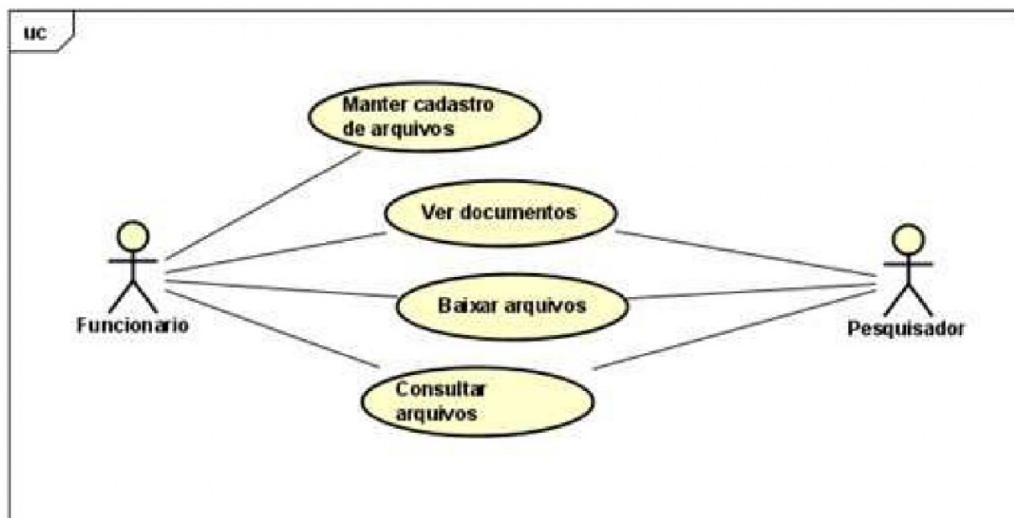 uc
Manter cadastro
de arquivos
Ver documentos
Baixar arquivos
Funcionario
Pesquisador
Consultar
arquivos